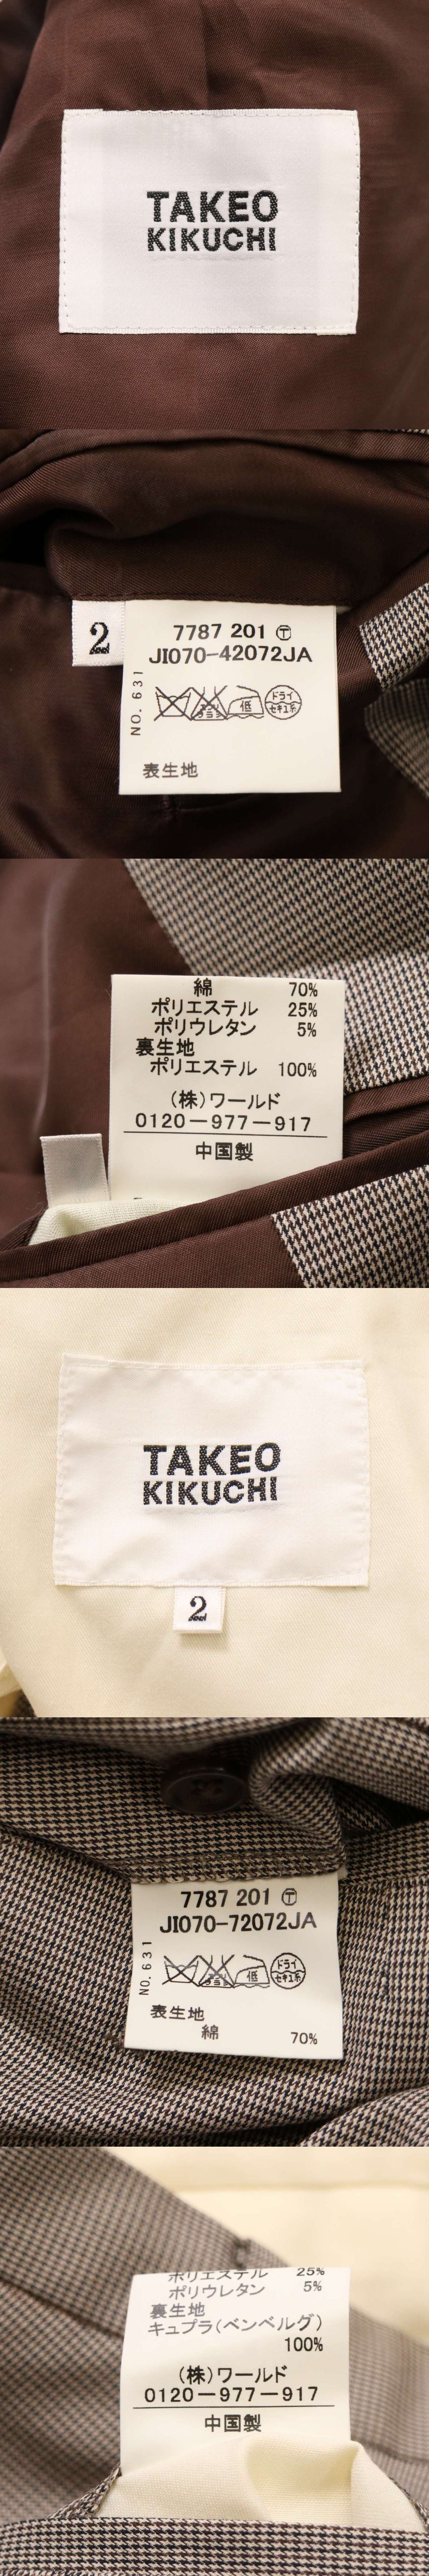 TAKEO
KIKUCHI
2
7787 201 Ⓣ
JI070-42072JA
NO. 631
低
ドライ
セキユ系
表生地
綿 70%
ポリエステル 25%
ポリウレタン 5%
裏生地
ポリエステル 100%
(株)ワールド
0120-977-917
中国製
TAKEO
KIKUCHI
2
7787 201 Ⓣ
JI070-72072JA
NO. 631
低
ドライ
セキユ系
表生地
綿 70%
ポリエステル 25%
ポリウレタン 5%
裏生地
キュプラ(ベンベルグ)
100%
(株)ワールド
0120-977-917
中国製